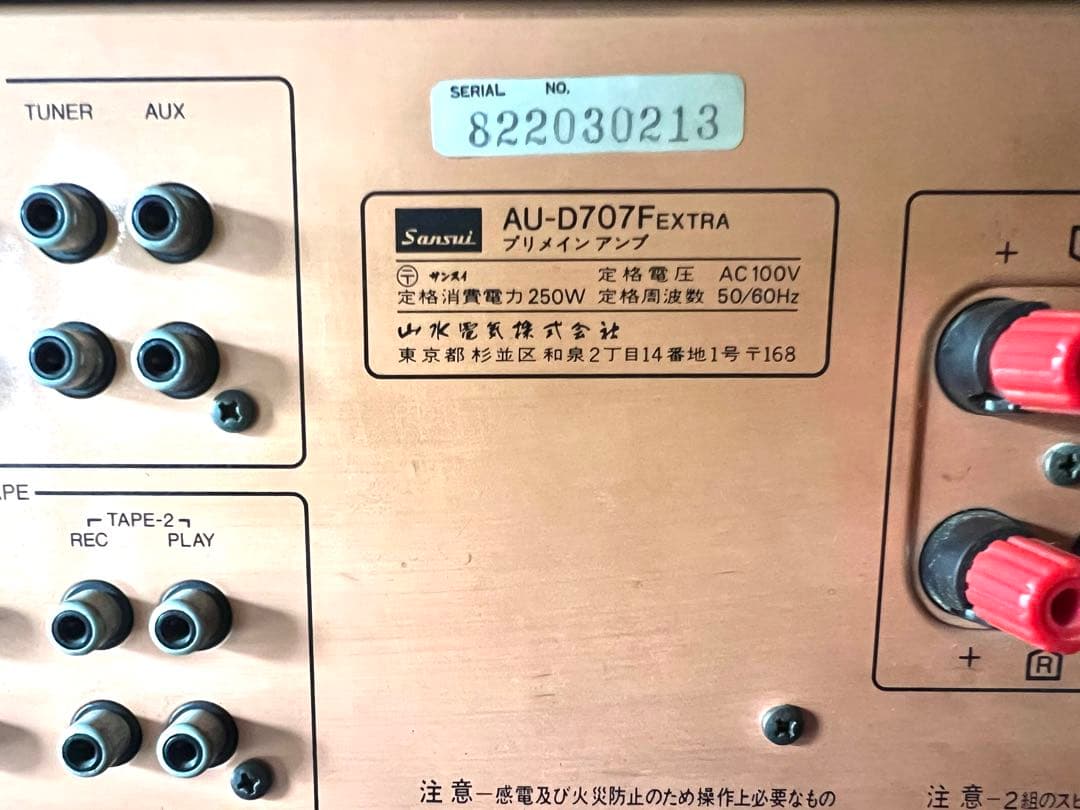 TUNER AUX
SERIAL NO.
822030213
Sansui AU-D707F EXTRA
プリメインアンプ
〒 サンスイ 定格電圧 AC100V
定格消費電力250W 定格周波数 50/60Hz
山水電気株式会社
東京都杉並区和泉2丁目14番地1号〒168
+
APE
TAPE-2
REC PLAY
+ R
注意-感電及び火災防止のため操作上必要なもの
注意-2組のスピ